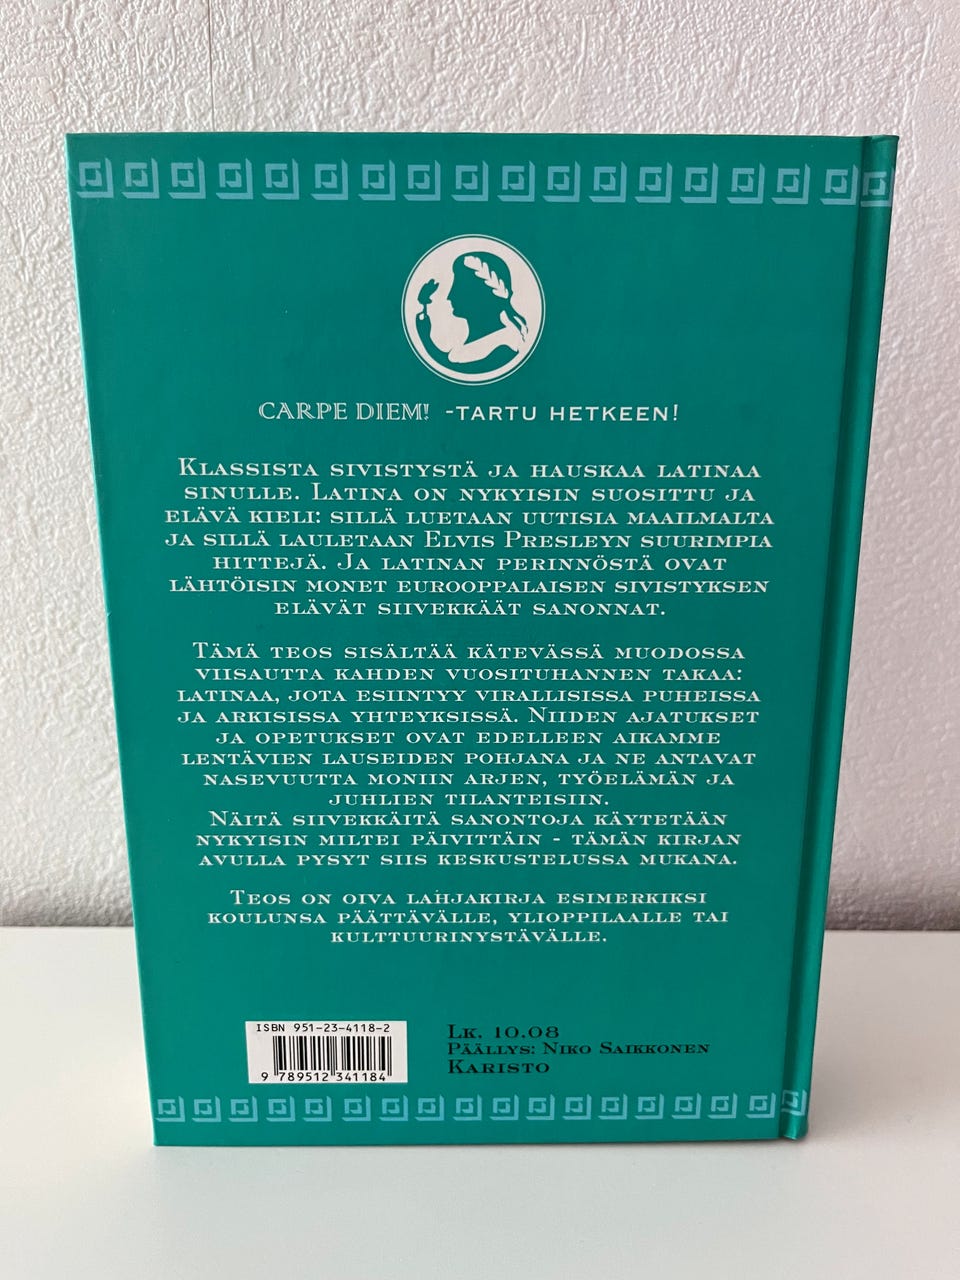 CARPE DIEM! -TARTU HETKEEN!
KLASSISTA SIVISTYSTÄ JA HAUSKAA LATINAA
SINULLE. LATINA ON NYKYISIN SUOSITTU JA
ELÄVÄ KIELI: SILLÄ LUETAAN UUTISIA MAAILMALTA
JA SILLÄ LAULETAAN ELVIS PRESLEYN SUURIMPIA
HITTEJÄ. JA LATINAN PERINNÖSTÄ OVAT
LÄHTÖISIN MONET EUROOPPALAISEN SIVISTYKSEN
ELÄVÄT SIIVEKKÄÄT SANONNAT.
TÄMÄ TEOS SISÄLTÄÄ KÄTEVÄSSÄ MUODOSSA
VIISAUTTA KAHDEN VUOSITUHANNEN TAKAA:
LATINAA, JOTA ESIINTYY VIRALLISISSA PUHEISSA
JA ARKISISSA YHTEYKSISSÄ. NIIDEN AJATUKSET
JA OPETUKSET OVAT EDELLEEN AIKAMME
LENTÄVIEN LAUSEIDEN POHJANA JA NE ANTAVAT
NASEVUUTTA MONIIN ARJEN, TYÖELÄMÄN JA
JUHLIEN TILANTEISIIN.
NÄITÄ SIIVEKKÄITÄ SANONTOJA KÄYTETÄÄN
NYKYISIN MILTEI PÄIVITTÄIN - TÄMÄN KIRJAN
AVULLA PYSYT SIIS KESKUSTELUSSA MUKANA.
TEOS ON OIVA LAHJAKIRJA ESIMERKIKSI
KOULUNSA PÄÄTTÄVÄLLE, YLIOPPILAALLE TAI
KULTTUURINYSTÄVÄLLE.
ISBN 951-23-4118-2
9 789512 341184
LK. 10.08
PÄÄLLYS: NIKO SAIKKONEN
KARISTO